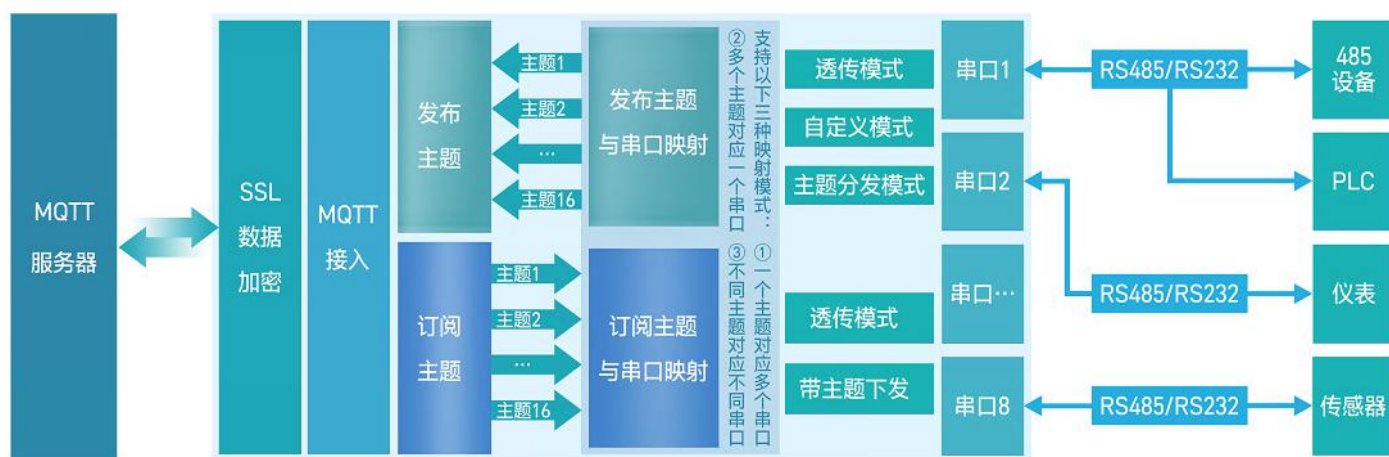 MQTT
服务器
SSL
数据
加密
MQTT
接入
发布
主题
订阅
主题
主题1
主题2
…
主题16
主题1
主题2
…
主题16
发布主题
与串口映射
订阅主题
与串口映射
支持以下三种映射模式：
①一个主题对应多个串口
②多个主题对应一个串口
③不同主题对应不同串口
透传模式
自定义模式
主题分发模式
透传模式
带主题下发
串口1
串口2
串口…
串口8
RS485/RS232
RS485/RS232
RS485/RS232
485
设备
PLC
仪表
传感器